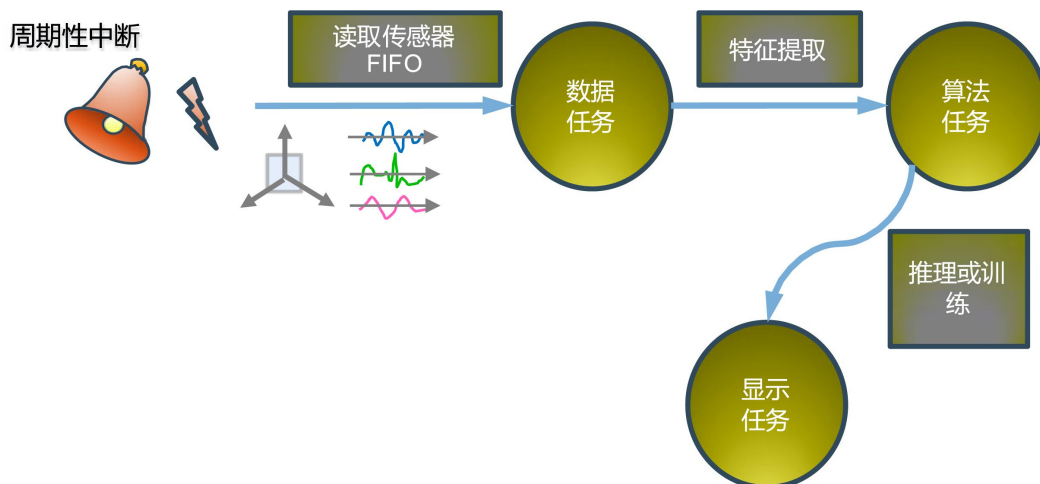 周期性中断
读取传感器
FIFO
数据
任务
特征提取
算法
任务
推理或训
练
显示
任务